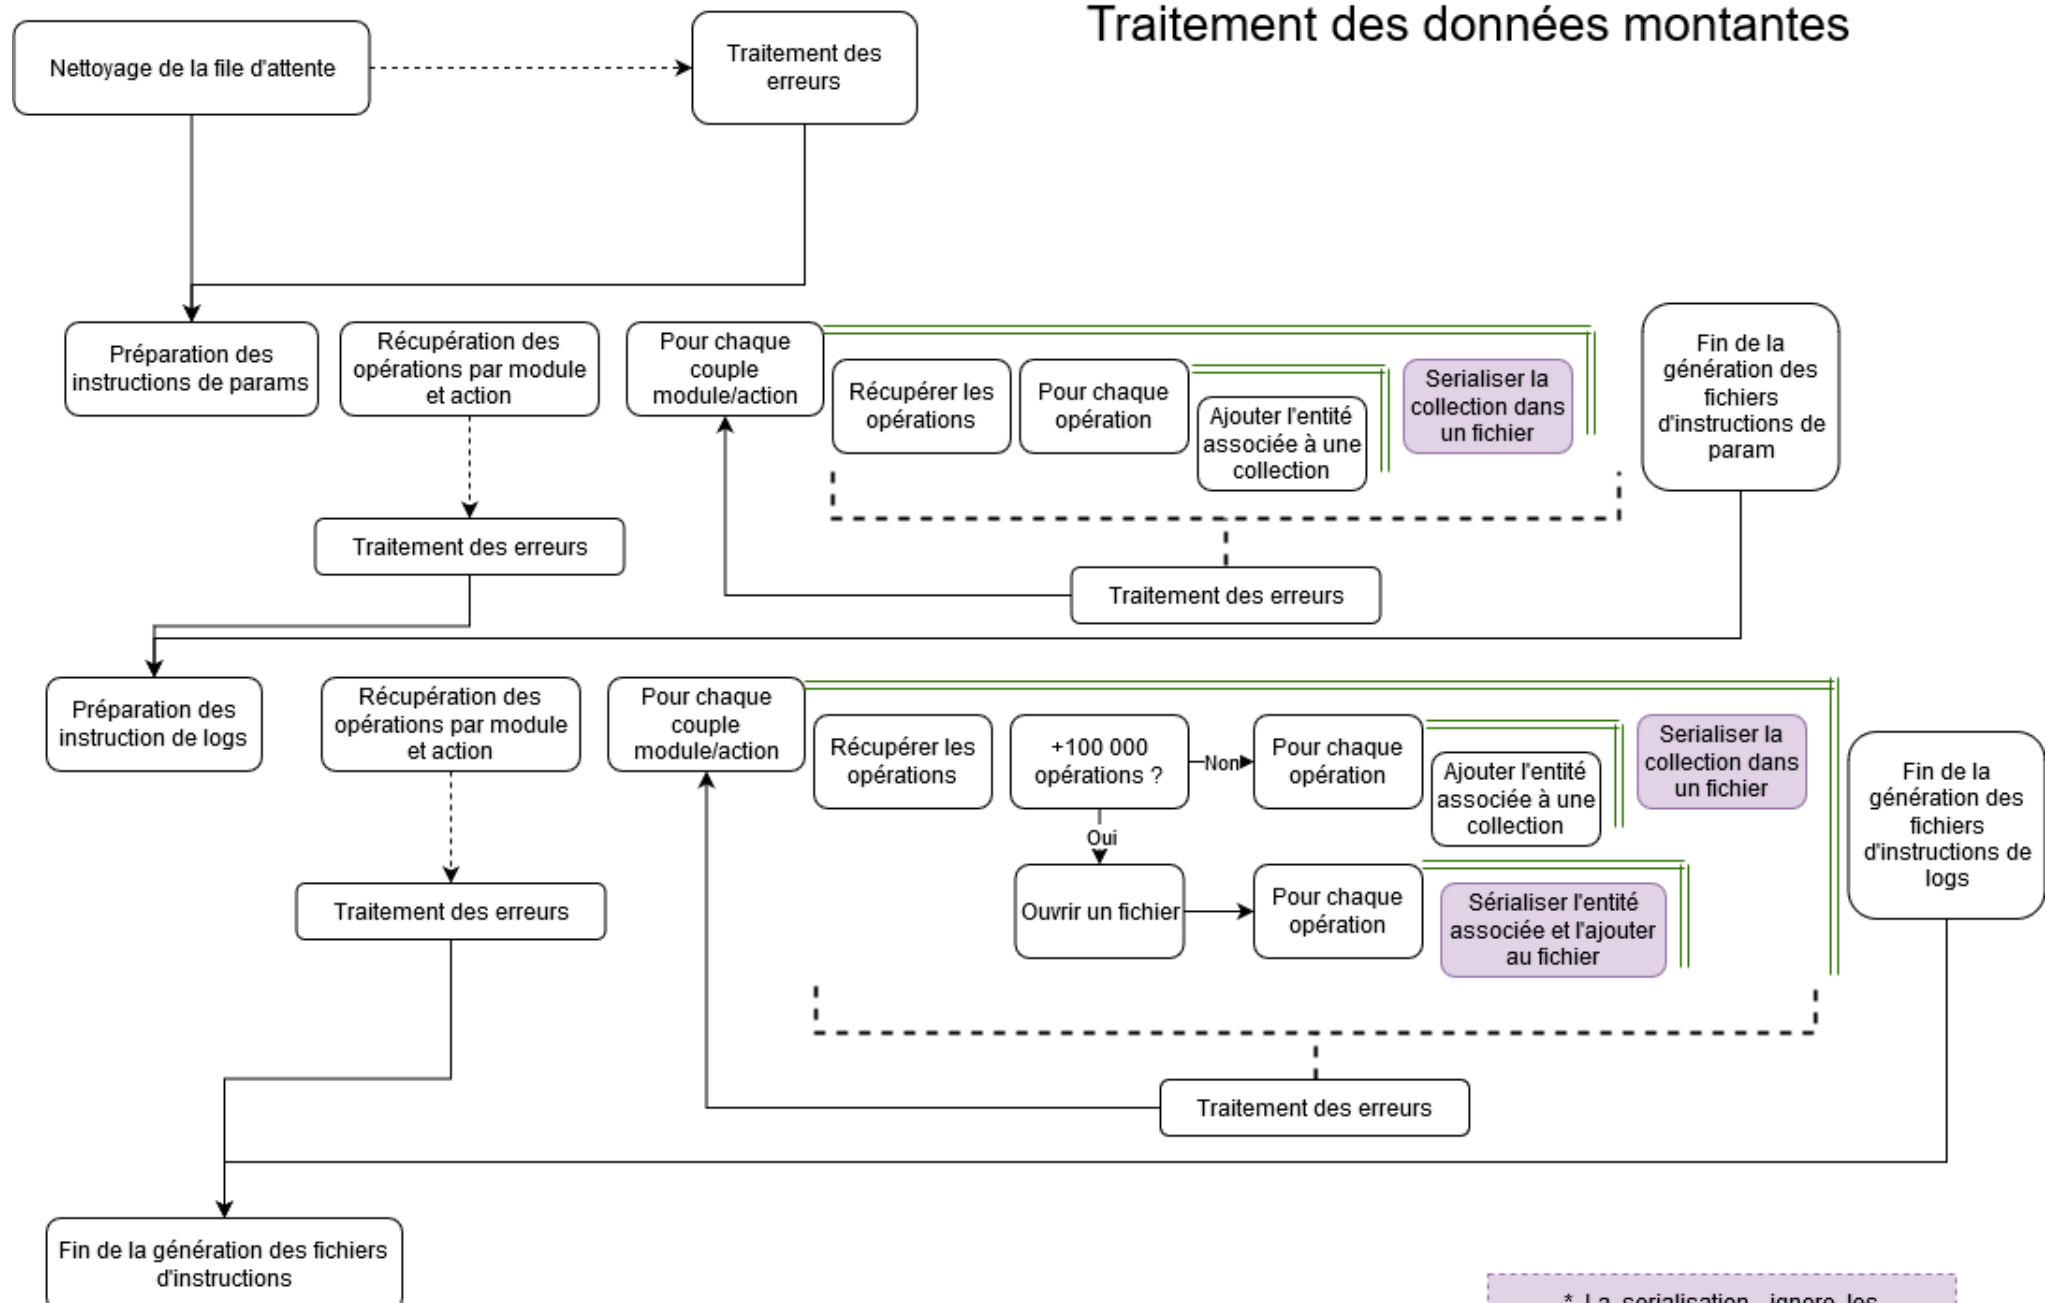 Traitement des données montantes
Nettoyage de la file d'attente
Traitement des
erreurs
Préparation des
instructions de params
Récupération des
opérations par module
et action
Pour chaque
couple
module/action
Récupérer les
opérations
Pour chaque
opération
Ajouter l'entité
associée à une
collection
Serialiser la
collection dans
un fichier
Fin de la
génération des
fichiers
d'instructions de
param
Traitement des erreurs
Traitement des erreurs
Préparation des
instruction de logs
Récupération des
opérations par module
et action
Pour chaque
couple
module/action
Récupérer les
opérations
+100 000
opérations ?
Non
Pour chaque
opération
Ajouter l'entité
associée à une
collection
Serialiser la
collection dans
un fichier
Fin de la
génération des
fichiers
d'instructions de
logs
Oui
Ouvrir un fichier
Pour chaque
opération
Sérialiser l'entité
associée et l'ajouter
au fichier
Traitement des erreurs
Traitement des erreurs
Fin de la génération des fichiers
d'instructions
* La serialisation ignore les